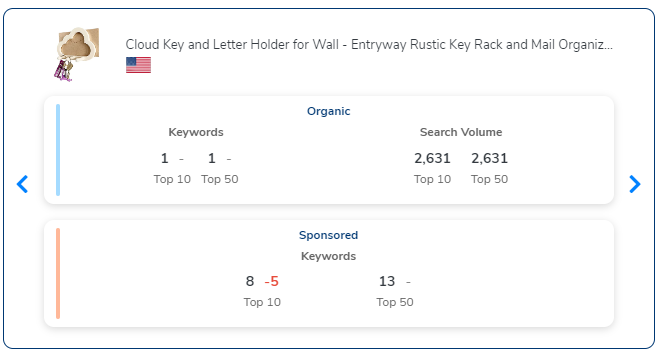 Cloud Key and Letter Holder for Wall - Entryway Rustic Key Rack and Mail Organiz...
Organic
Keywords Search Volume
1 - 1 - 2,631 2,631
Top 10 Top 50 Top 10 Top 50
Sponsored
Keywords
8 -5 13 -
Top 10 Top 50